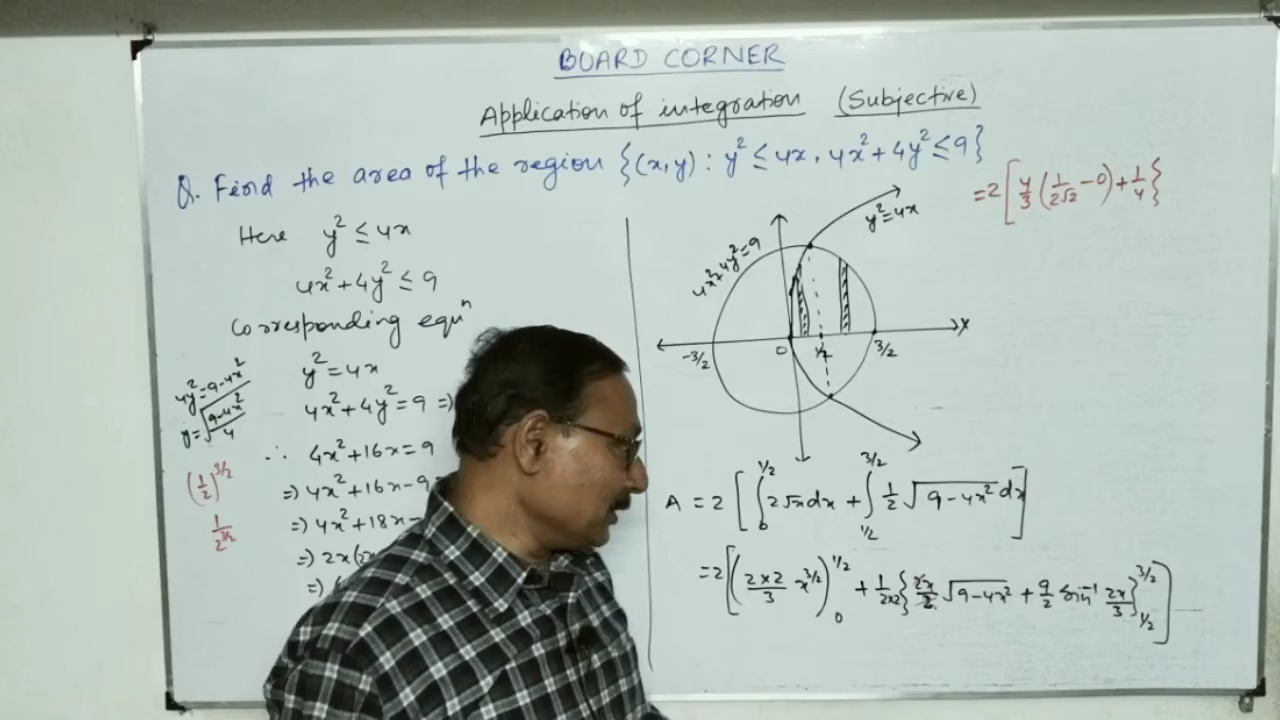 BOARD CORNER
Application of integration (Subjective)
Q. Find the area of the region {(x,y) : y² ≤ 4x, 4x² + 4y² ≤ 9}
Here y² ≤ 4x
4x² + 4y² ≤ 9
Corresponding equⁿ
y² = 4x
4x² + 4y² = 9 ⇒
∴ 4x² + 16x = 9
⇒ 4x² + 16x - 9
⇒ 4x² + 18x -
⇒ 2x(2x
⇒ (
4y² = 9 - 4x²
y = √((9-4x²)/4)
(1/2)^(3/2)
1/2^(3/2)
4x² + 4y² = 9
y² = 4x
-3/2 0 1/2 3/2 X
A = 2 [ ∫₀^(1/2) 2√x dx + ∫_(1/2)^(3/2) 1/2 √(9 - 4x²) dx ]
= 2 [ ( (2×2)/3 x^(3/2) )₀^(1/2) + 1/(2×2) { 2x/2 √(9-4x²) + 9/2 sin⁻¹ 2x/3 }_(1/2)^(3/2) ]
= 2 [ 4/3 ( 1/(2√2) - 0 ) + 1/4 {